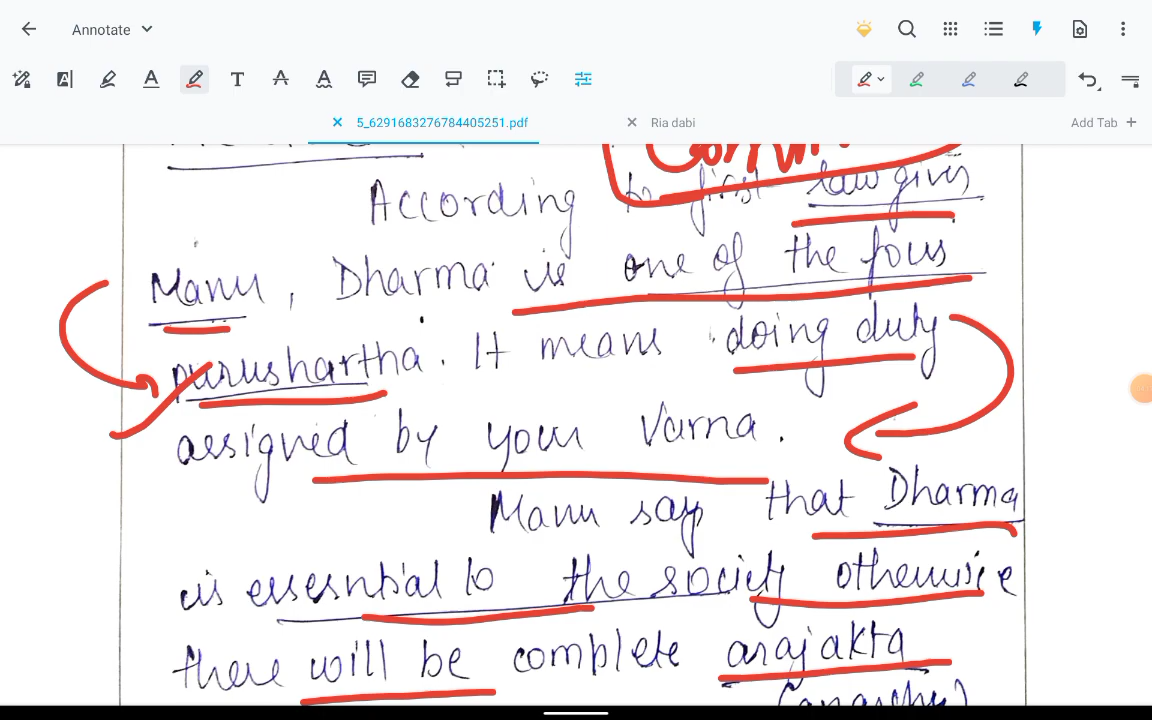 Annotate
5_6291683276784405251.pdf
Ria dabi
Add Tab +
According to first law giver
Manu, Dharma is one of the four
purushartha. It means doing duty
assigned by your Varna.
Manu say that Dharma
is essential to the society otherwise
there will be complete arajakta
(anarchy)